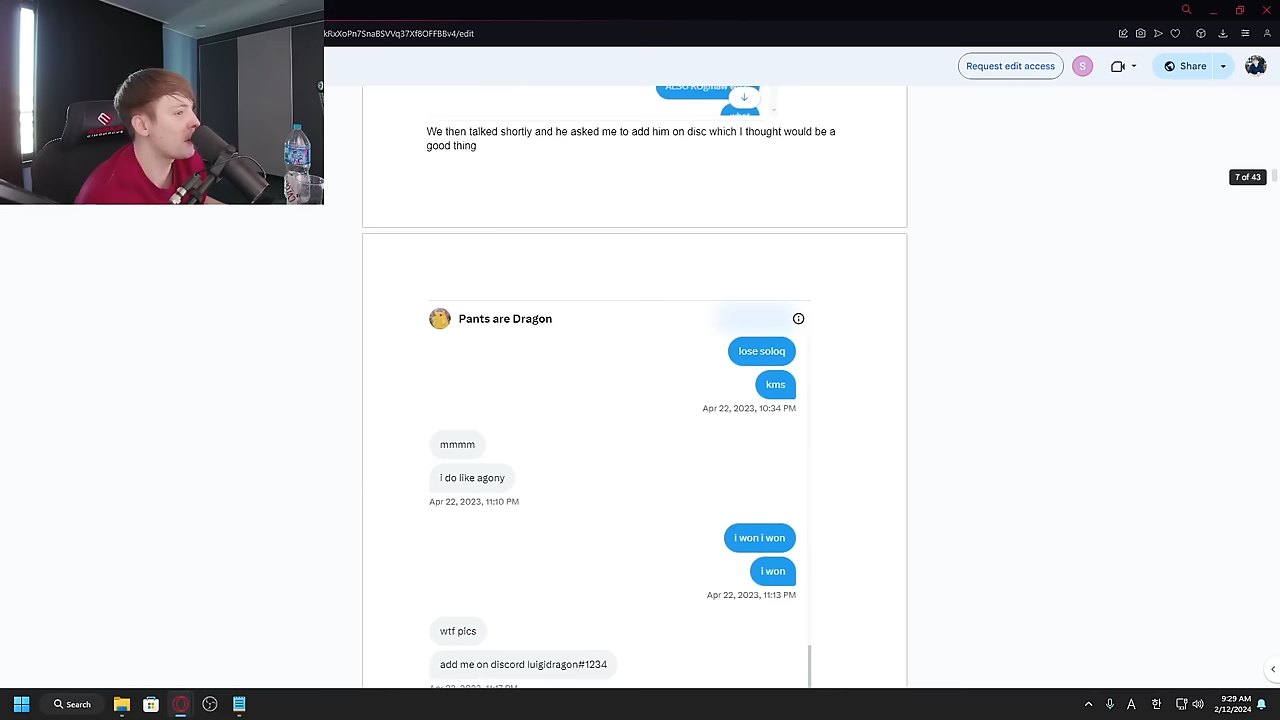 kRxXoPn7SnaBSVVq37Xf8OFFBBv4/edit
Request edit access
S
Share
We then talked shortly and he asked me to add him on disc which I thought would be a
good thing
7 of 43
Pants are Dragon
lose soloq
kms
Apr 22, 2023, 10:34 PM
mmmm
i do like agony
Apr 22, 2023, 11:10 PM
i won i won
i won
Apr 22, 2023, 11:13 PM
wtf pics
add me on discord luigidragon#1234
Search
A
한
9:29 AM
2/12/2024